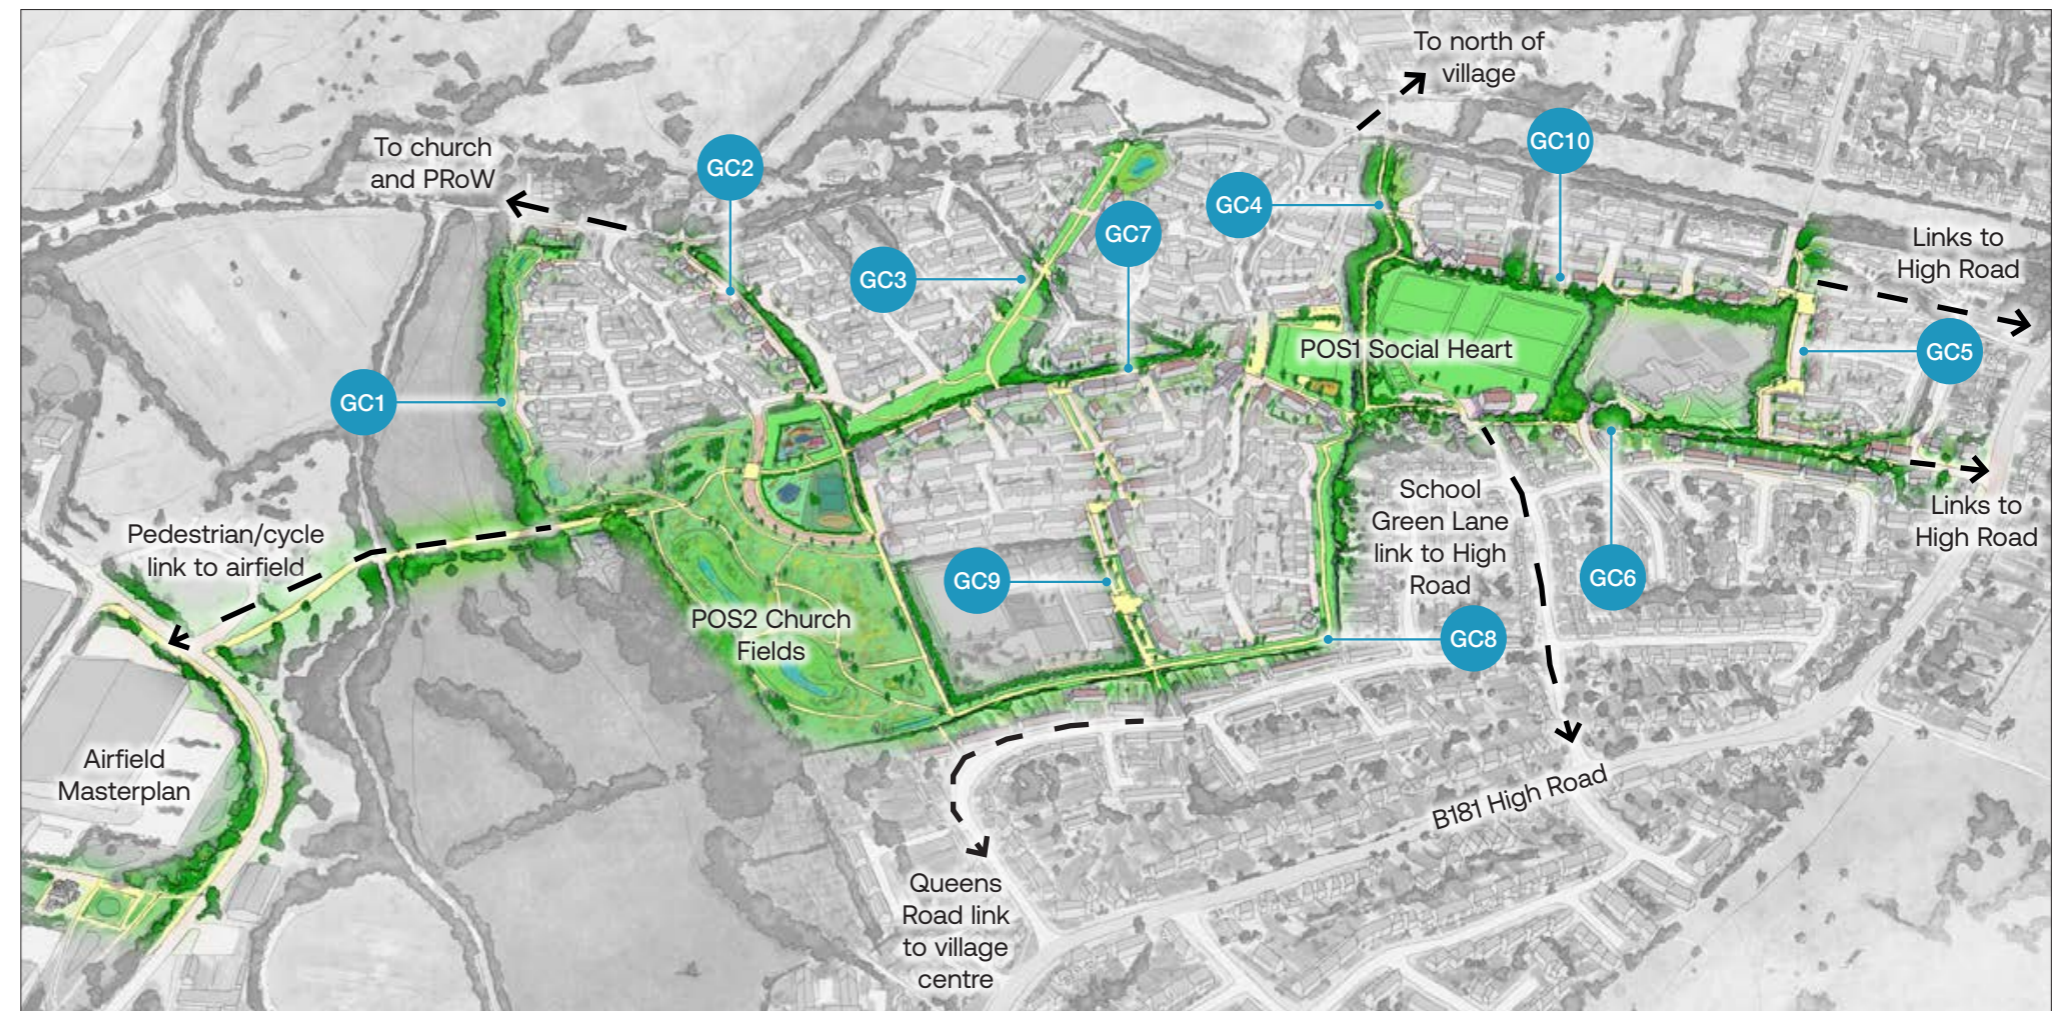 To north of
village
To church
and PRoW
GC2
GC10
GC4
GC7
Links to
High Road
GC3
POS1 Social Heart
GC5
GC1
School
Green Lane
link to High
Road
Links to
High Road
Pedestrian/cycle
link to airfield
GC9
GC6
POS2 Church
Fields
GC8
Airfield
Masterplan
B181 High Road
Queens
Road link
to village
centre